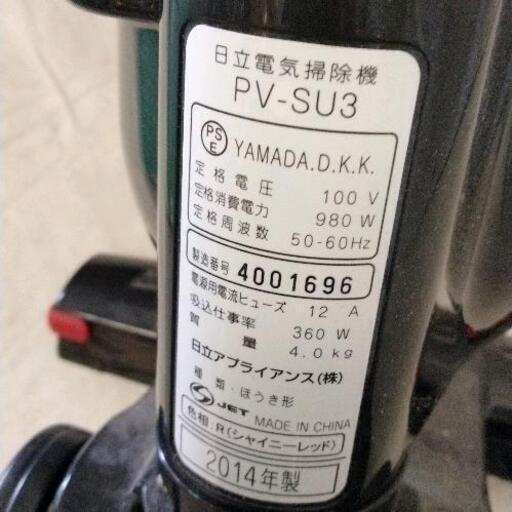 日立電気掃除機
PV-SU3
PSE YAMADA.D.K.K.
定格電圧 100 V
定格消費電力 980 W
定格周波数 50-60Hz
製造番号 4001696
電源用電流ヒューズ 12 A
吸込仕事率 360 W
質量 4.0kg
日立アプライアンス(株)
種類・ほうき形
S JET MADE IN CHINA
色相:R(シャイニーレッド)
2014年製